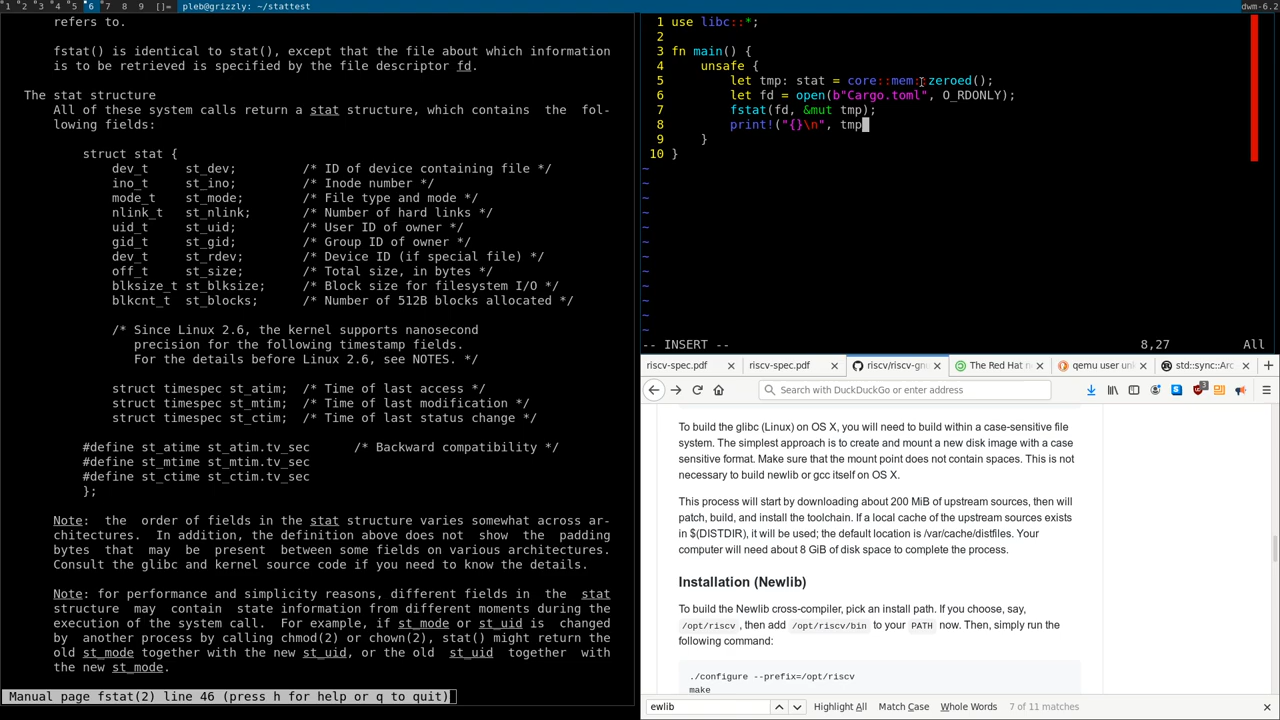 1 2 3 4 5 6 7 8 9 []= pleb@grizzly: ~/stattest dwm-6.2
refers to.
fstat() is identical to stat(), except that the file about which information
is to be retrieved is specified by the file descriptor fd.
The stat structure
All of these system calls return a stat structure, which contains the fol-
lowing fields:
struct stat {
dev_t st_dev; /* ID of device containing file */
ino_t st_ino; /* Inode number */
mode_t st_mode; /* File type and mode */
nlink_t st_nlink; /* Number of hard links */
uid_t st_uid; /* User ID of owner */
gid_t st_gid; /* Group ID of owner */
dev_t st_rdev; /* Device ID (if special file) */
off_t st_size; /* Total size, in bytes */
blksize_t st_blksize; /* Block size for filesystem I/O */
blkcnt_t st_blocks; /* Number of 512B blocks allocated */
/* Since Linux 2.6, the kernel supports nanosecond
precision for the following timestamp fields.
For the details before Linux 2.6, see NOTES. */
struct timespec st_atim; /* Time of last access */
struct timespec st_mtim; /* Time of last modification */
struct timespec st_ctim; /* Time of last status change */
#define st_atime st_atim.tv_sec /* Backward compatibility */
#define st_mtime st_mtim.tv_sec
#define st_ctime st_ctim.tv_sec
};
Note: the order of fields in the stat structure varies somewhat across ar-
chitectures. In addition, the definition above does not show the padding
bytes that may be present between some fields on various architectures.
Consult the glibc and kernel source code if you need to know the details.
Note: for performance and simplicity reasons, different fields in the stat
structure may contain state information from different moments during the
execution of the system call. For example, if st_mode or st_uid is changed
by another process by calling chmod(2) or chown(2), stat() might return the
old st_mode together with the new st_uid, or the old st_uid together with
the new st_mode.
Manual page fstat(2) line 46 (press h for help or q to quit)
1 use libc::*;
2
3 fn main() {
4 unsafe {
5 let tmp: stat = core::mem::zeroed();
6 let fd = open(b"Cargo.toml", O_RDONLY);
7 fstat(fd, &mut tmp);
8 print!("{}\n", tmp
9 }
10 }
~
~
~
~
~
~
~
~
~
~
~
~
-- INSERT -- 8,27 All
riscv-spec.pdf riscv-spec.pdf riscv/riscv-gn The Red Hat n qemu user un std::sync::Arc
Search with DuckDuckGo or enter address 3
To build the glibc (Linux) on OS X, you will need to build within a case-sensitive file
system. The simplest approach is to create and mount a new disk image with a case
sensitive format. Make sure that the mount point does not contain spaces. This is not
necessary to build newlib or gcc itself on OS X.
This process will start by downloading about 200 MiB of upstream sources, then will
patch, build, and install the toolchain. If a local cache of the upstream sources exists
in $(DISTDIR), it will be used; the default location is /var/cache/distfiles. Your
computer will need about 8 GiB of disk space to complete the process.
Installation (Newlib)
To build the Newlib cross-compiler, pick an install path. If you choose, say,
/opt/riscv , then add /opt/riscv/bin to your PATH now. Then, simply run the
following command:
./configure --prefix=/opt/riscv
make
ewlib Highlight All Match Case Whole Words 7 of 11 matches